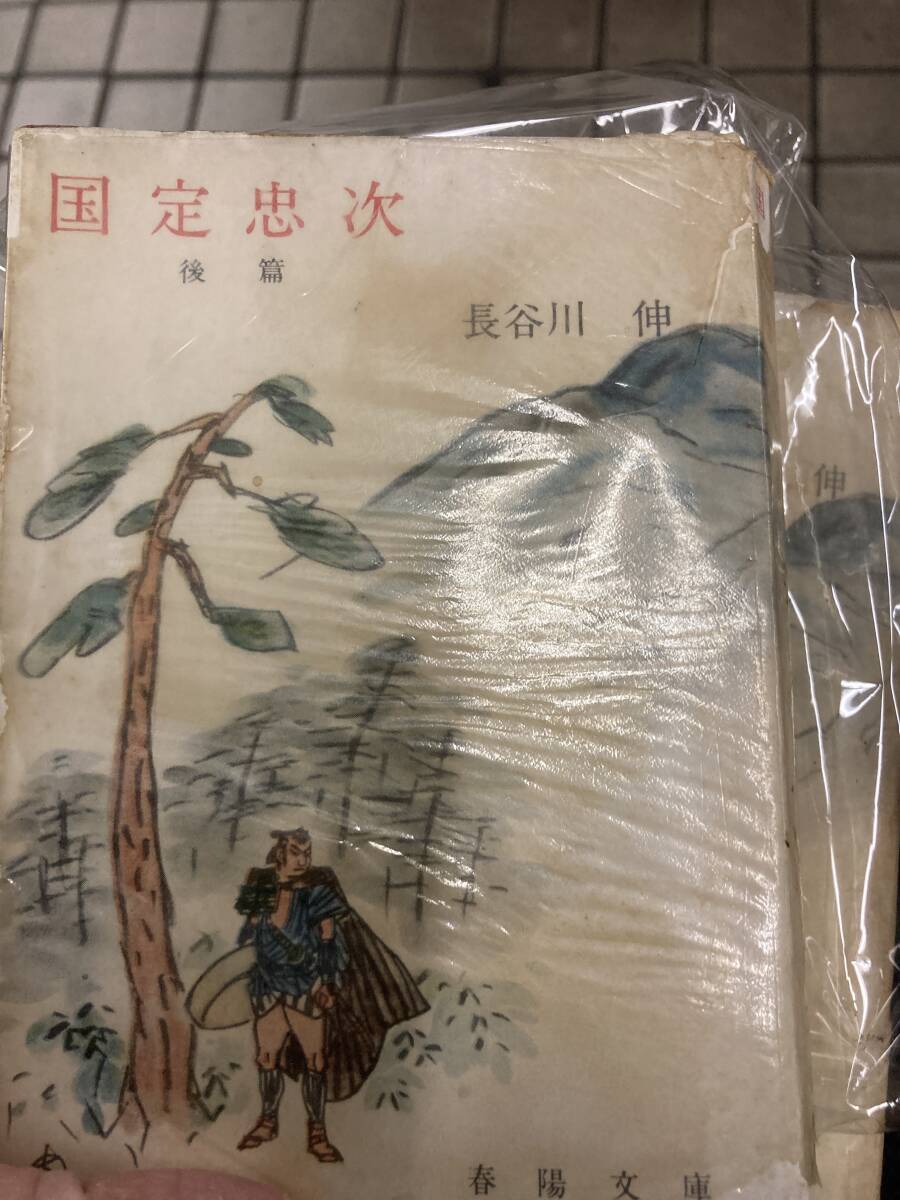 国定忠次
後篇
長谷川 伸
春陽文庫
伸